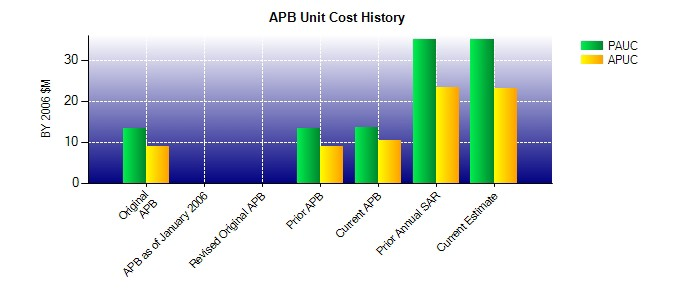 APB Unit Cost History
PAUC
APUC
BY 2006 $M
30
20
10
0
Original
APB
APB as of January 2006
Revised Original APB
Prior APB
Current APB
Prior Annual SAR
Current Estimate